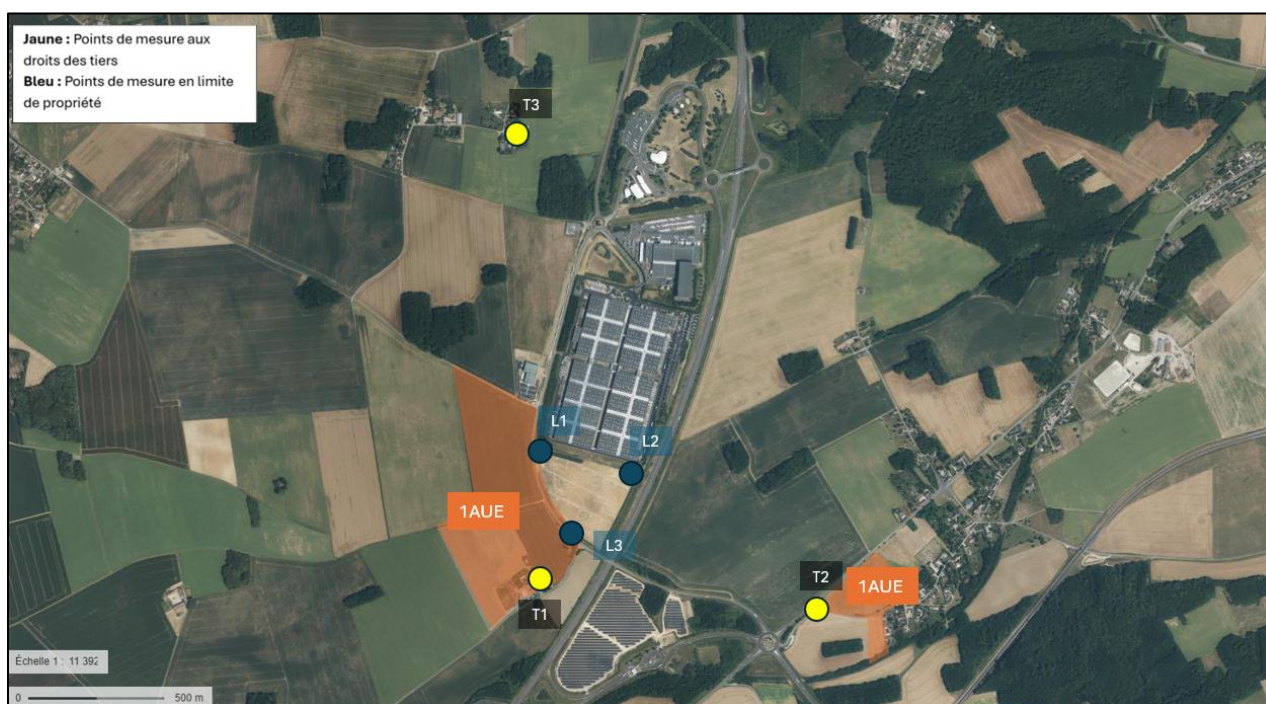 Jaune : Points de mesure aux
droits des tiers
Bleu : Points de mesure en limite
de propriété
T3
L1
L2
1AUE
L3
T2
1AUE
T1
Échelle 1 : 11 392
0 500 m